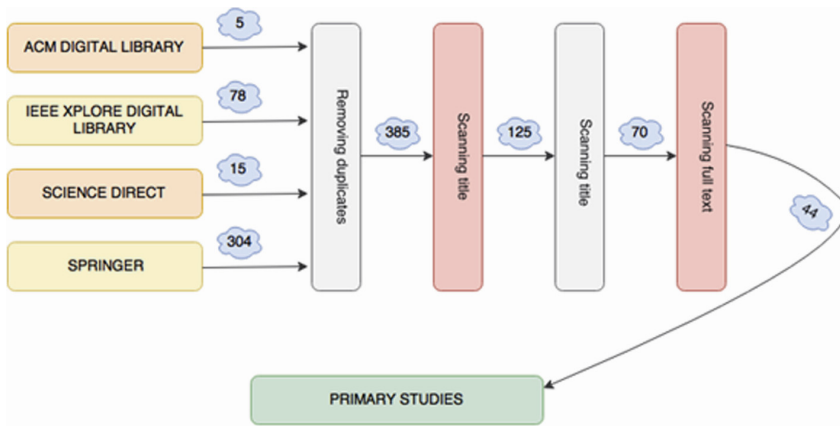 ACM DIGITAL LIBRARY
5
IEEE XPLORE DIGITAL
LIBRARY
78
SCIENCE DIRECT
15
SPRINGER
304
Removing duplicates
385
Scanning title
125
Scanning title
70
Scanning full text
44
PRIMARY STUDIES